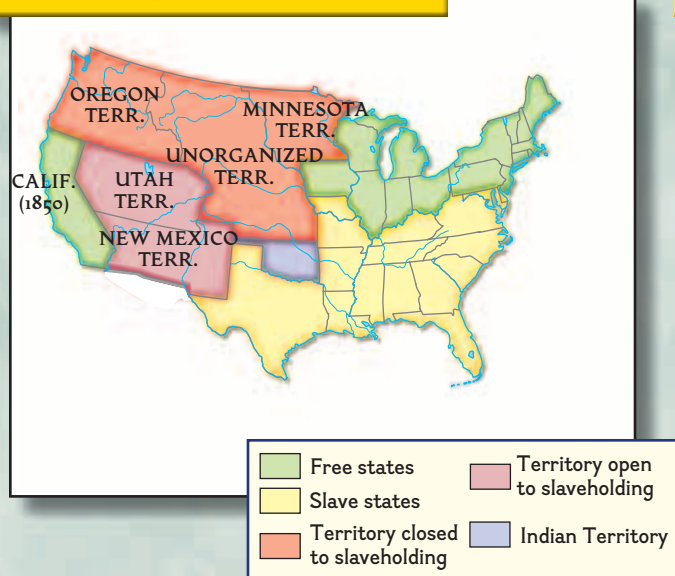 OREGON
TERR.
MINNESOTA
TERR.
UNORGANIZED
TERR.
CALIF.
(1850)
UTAH
TERR.
NEW MEXICO
TERR.
Free states
Slave states
Territory closed
to slaveholding
Territory open
to slaveholding
Indian Territory